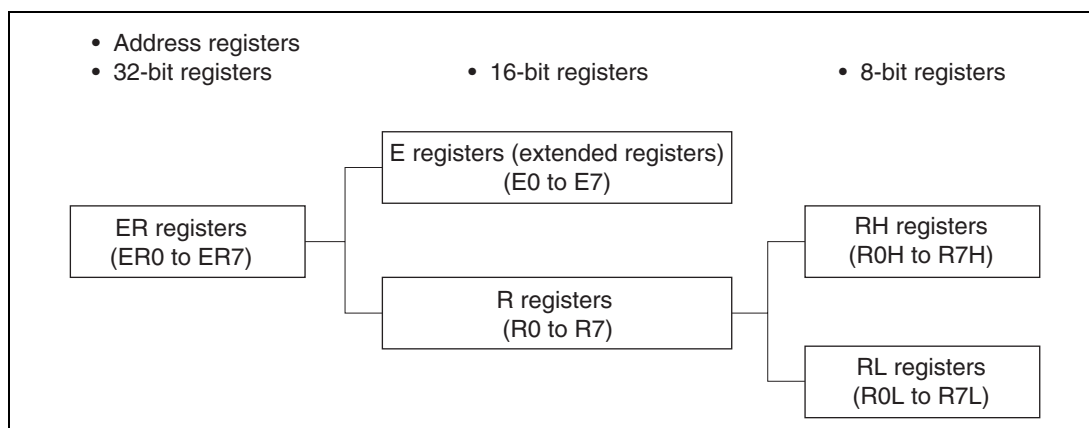 • Address registers
• 32-bit registers
• 16-bit registers
• 8-bit registers
E registers (extended registers)
(E0 to E7)
ER registers
(ER0 to ER7)
RH registers
(R0H to R7H)
R registers
(R0 to R7)
RL registers
(R0L to R7L)